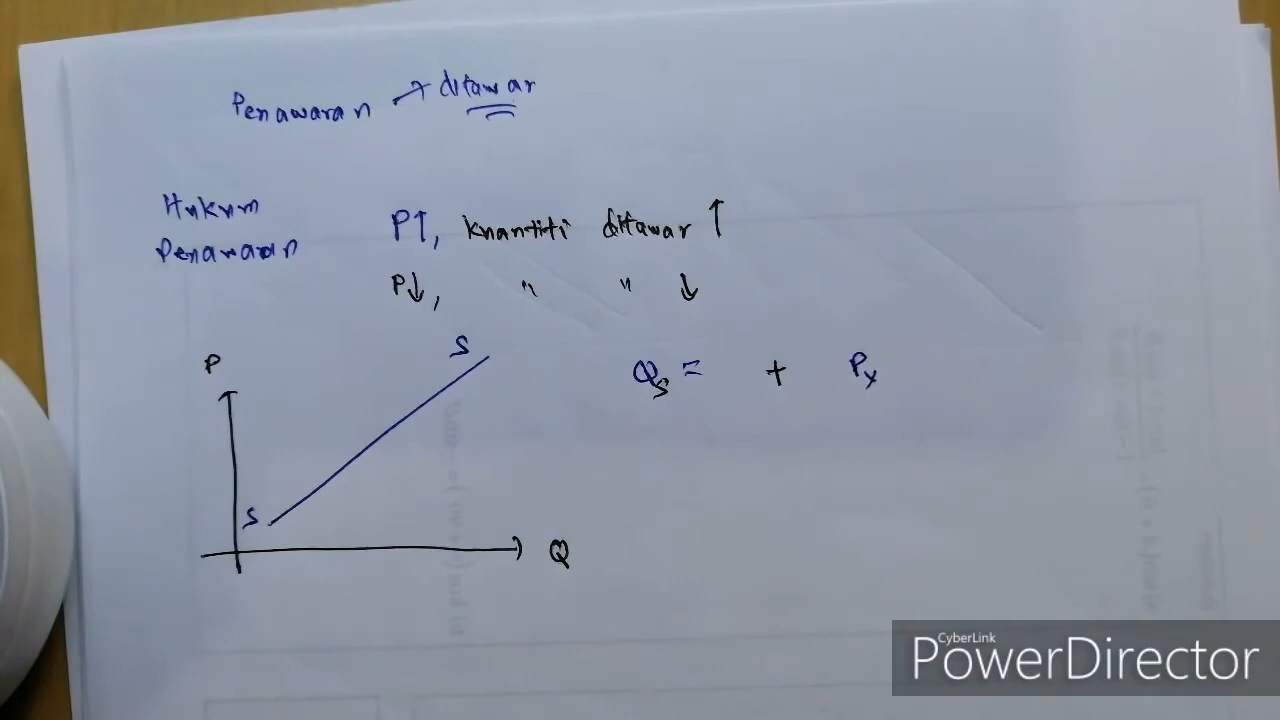 Penawaran → ditawar
Hukum
Penawaran
P↑, kuantiti ditawar ↑
P↓, " " ↓
P
S
S
Q
Qs = + Px
CyberLink
PowerDirector